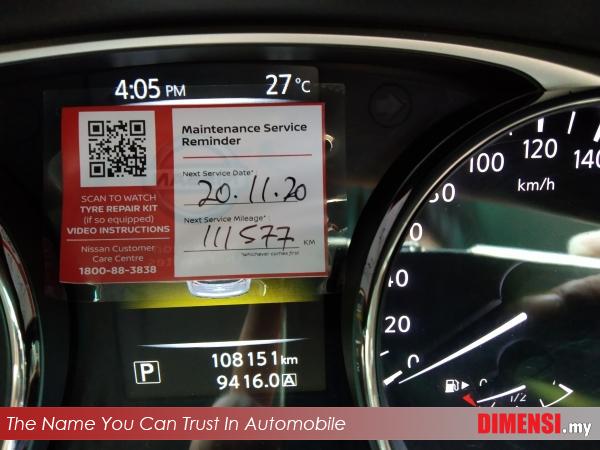 4:05 PM 27 °C
Maintenance Service
Reminder
Next Service Date*:
20.11.20
Next Service Mileage*:
111577 KM
*whichever comes first
SCAN TO WATCH
TYRE REPAIR KIT
(if so equipped)
VIDEO INSTRUCTIONS
Nissan Customer
Care Centre
1800-88-3838
140
120
100
km/h
20
0
P
108151 km
9416.0 A
0
1/2
The Name You Can Trust In Automobile
DIMENSI.my